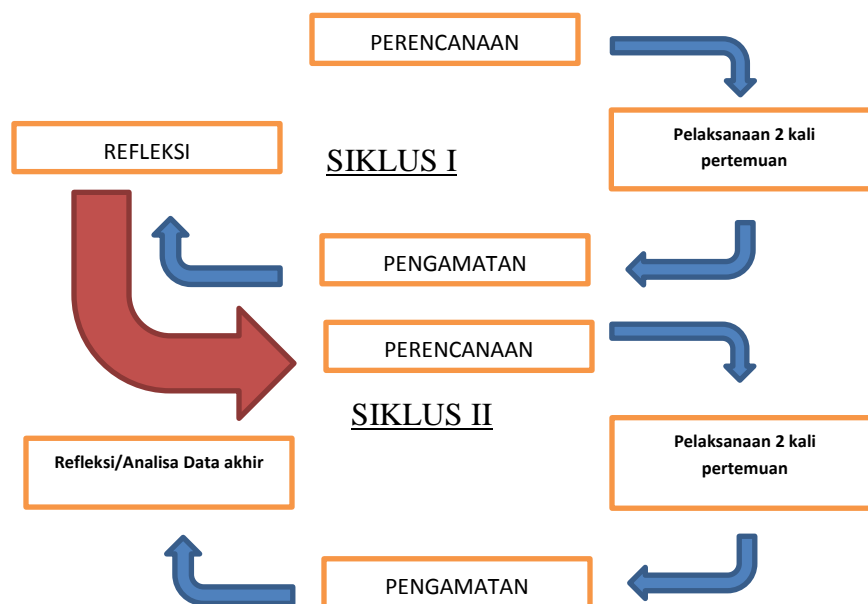 PERENCANAAN
Pelaksanaan 2 kali
pertemuan
REFLEKSI
SIKLUS I
PENGAMATAN
PERENCANAAN
SIKLUS II
Pelaksanaan 2 kali
pertemuan
Refleksi/Analisa Data akhir
PENGAMATAN